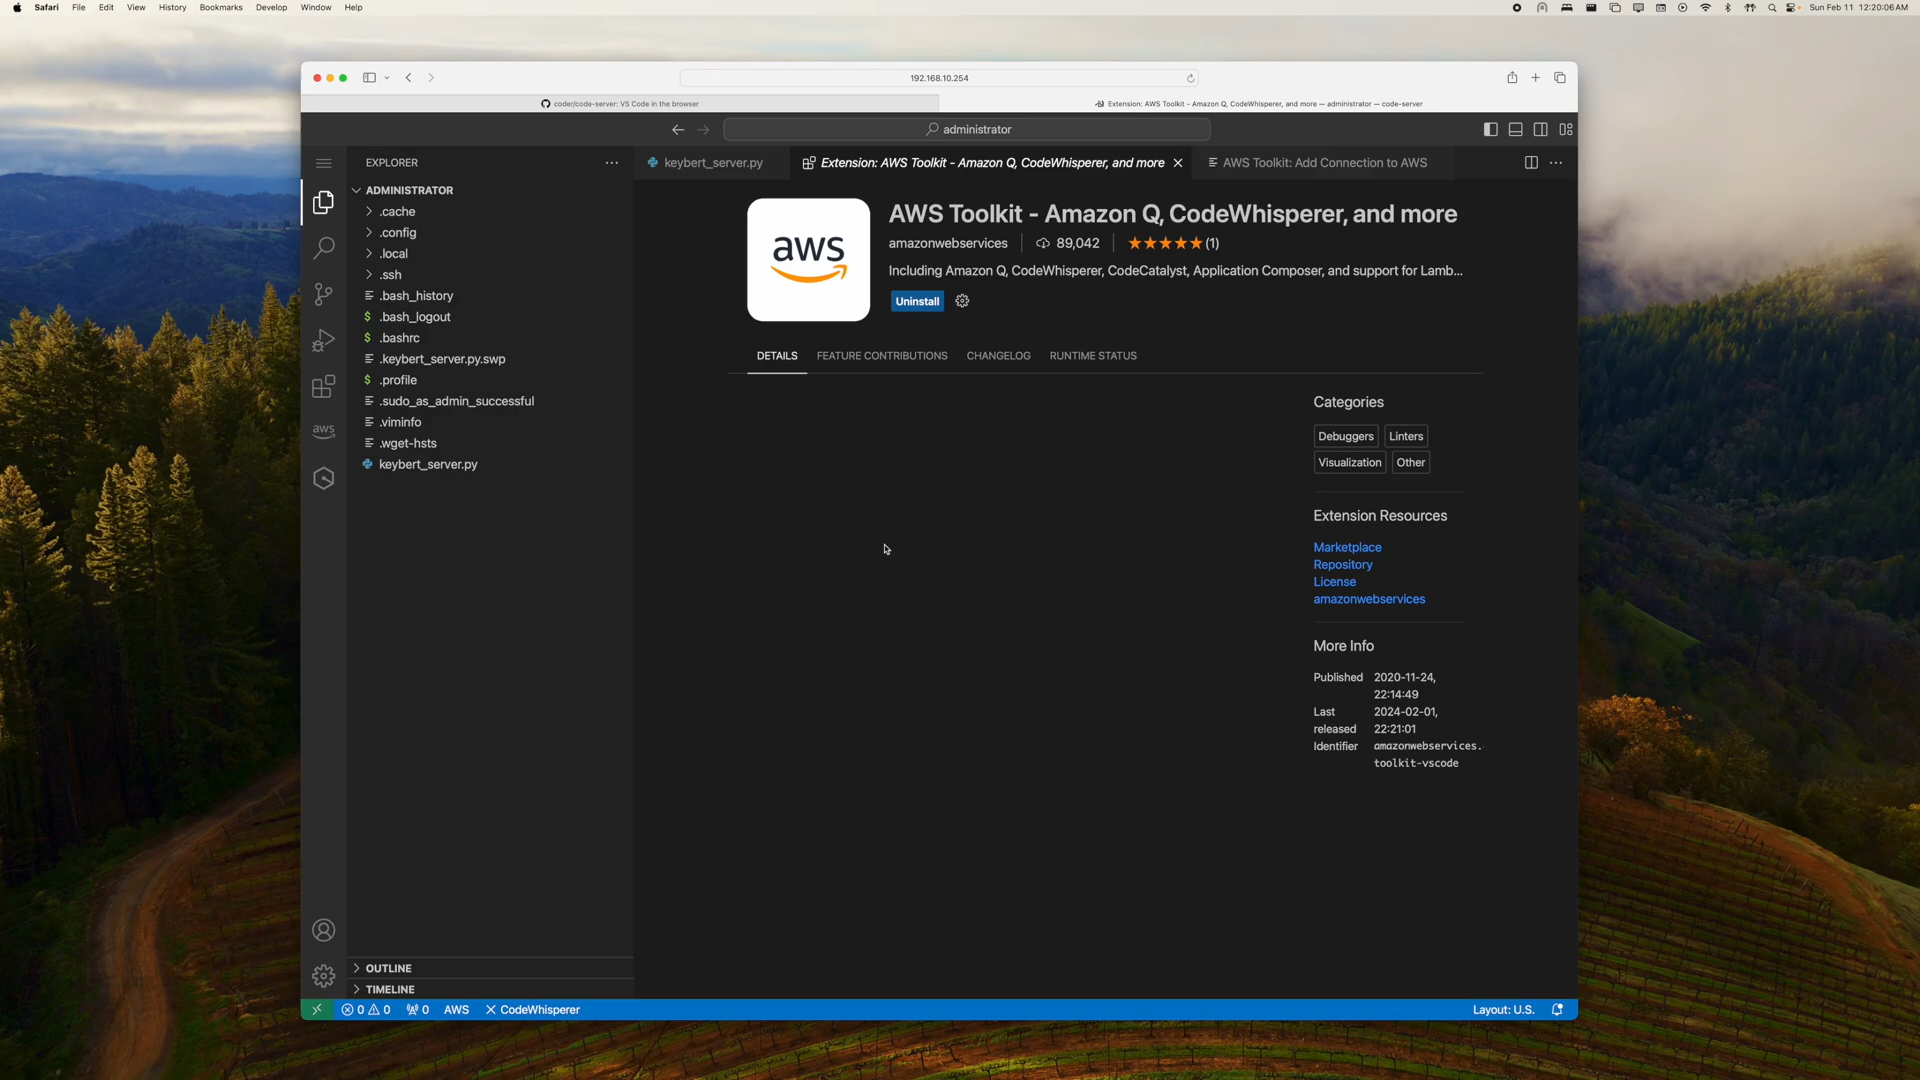 Safari File Edit View History Bookmarks Develop Window Help
Sun Feb 11 12:20:06 AM
192.168.10.254
coder/code-server: VS Code in the browser
Extension: AWS Toolkit - Amazon Q, CodeWhisperer, and more — administrator — code-server
administrator
EXPLORER
keybert_server.py
Extension: AWS Toolkit - Amazon Q, CodeWhisperer, and more
AWS Toolkit: Add Connection to AWS
ADMINISTRATOR
.cache
.config
.local
.ssh
.bash_history
.bash_logout
.bashrc
.keybert_server.py.swp
.profile
.sudo_as_admin_successful
.viminfo
.wget-hsts
keybert_server.py
aws
OUTLINE
TIMELINE
aws
AWS Toolkit - Amazon Q, CodeWhisperer, and more
amazonwebservices
89,042
(1)
Including Amazon Q, CodeWhisperer, CodeCatalyst, Application Composer, and support for Lamb...
Uninstall
DETAILS FEATURE CONTRIBUTIONS CHANGELOG RUNTIME STATUS
Categories
Debuggers Linters
Visualization Other
Extension Resources
Marketplace
Repository
License
amazonwebservices
More Info
Published 2020-11-24,
22:14:49
Last 2024-02-01,
released 22:21:01
Identifier amazonwebservices.
toolkit-vscode
0 0 0 AWS CodeWhisperer
Layout: U.S.